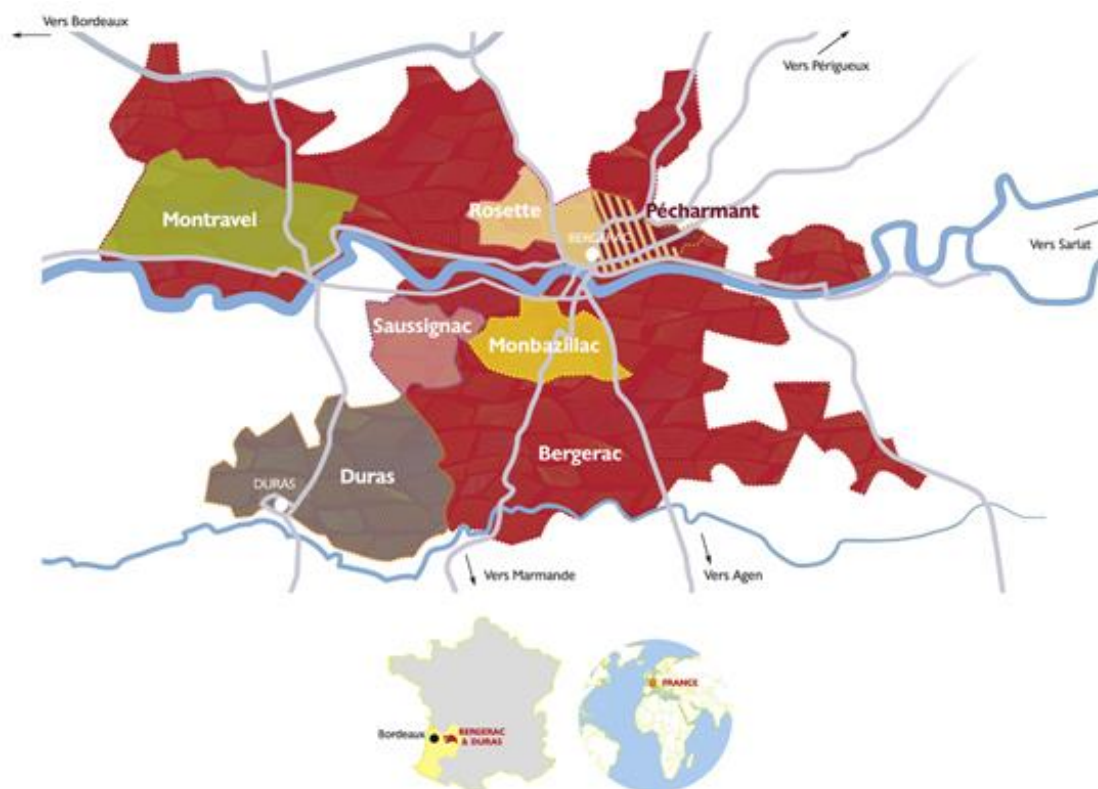 Vers Bordeaux
Vers Périgueux
Montravel
Rosette
Pécharmant
BERGERAC
Vers Sarlat
Saussignac
Monbazillac
Bergerac
Duras
DURAS
Vers Marmande
Vers Agen
FRANCE
Bordeaux
BERGERAC
& DURAS